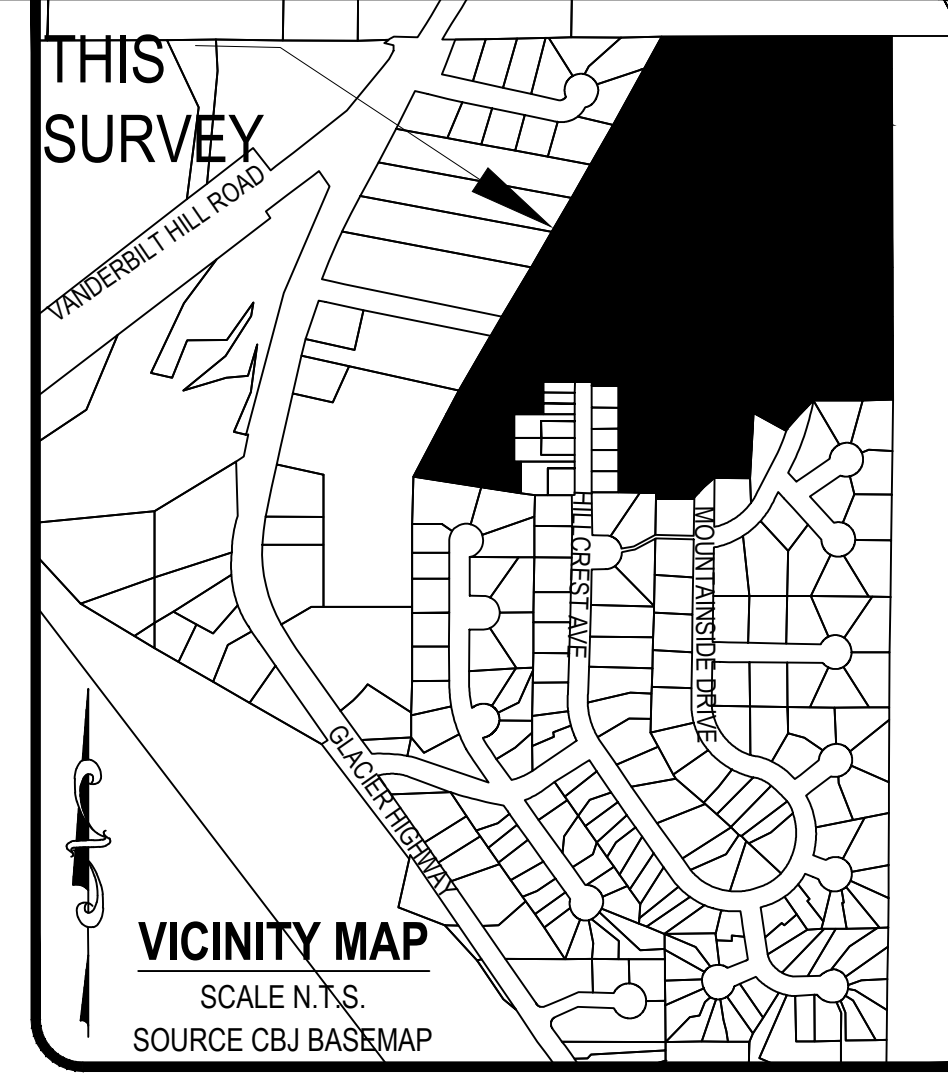 THIS
SURVEY
VANDERBILT HILL ROAD
HILLCREST AVE
MOUNTAINSIDE DRIVE
GLACIER HIGHWAY
VICINITY MAP
SCALE N.T.S.
SOURCE CBJ BASEMAP